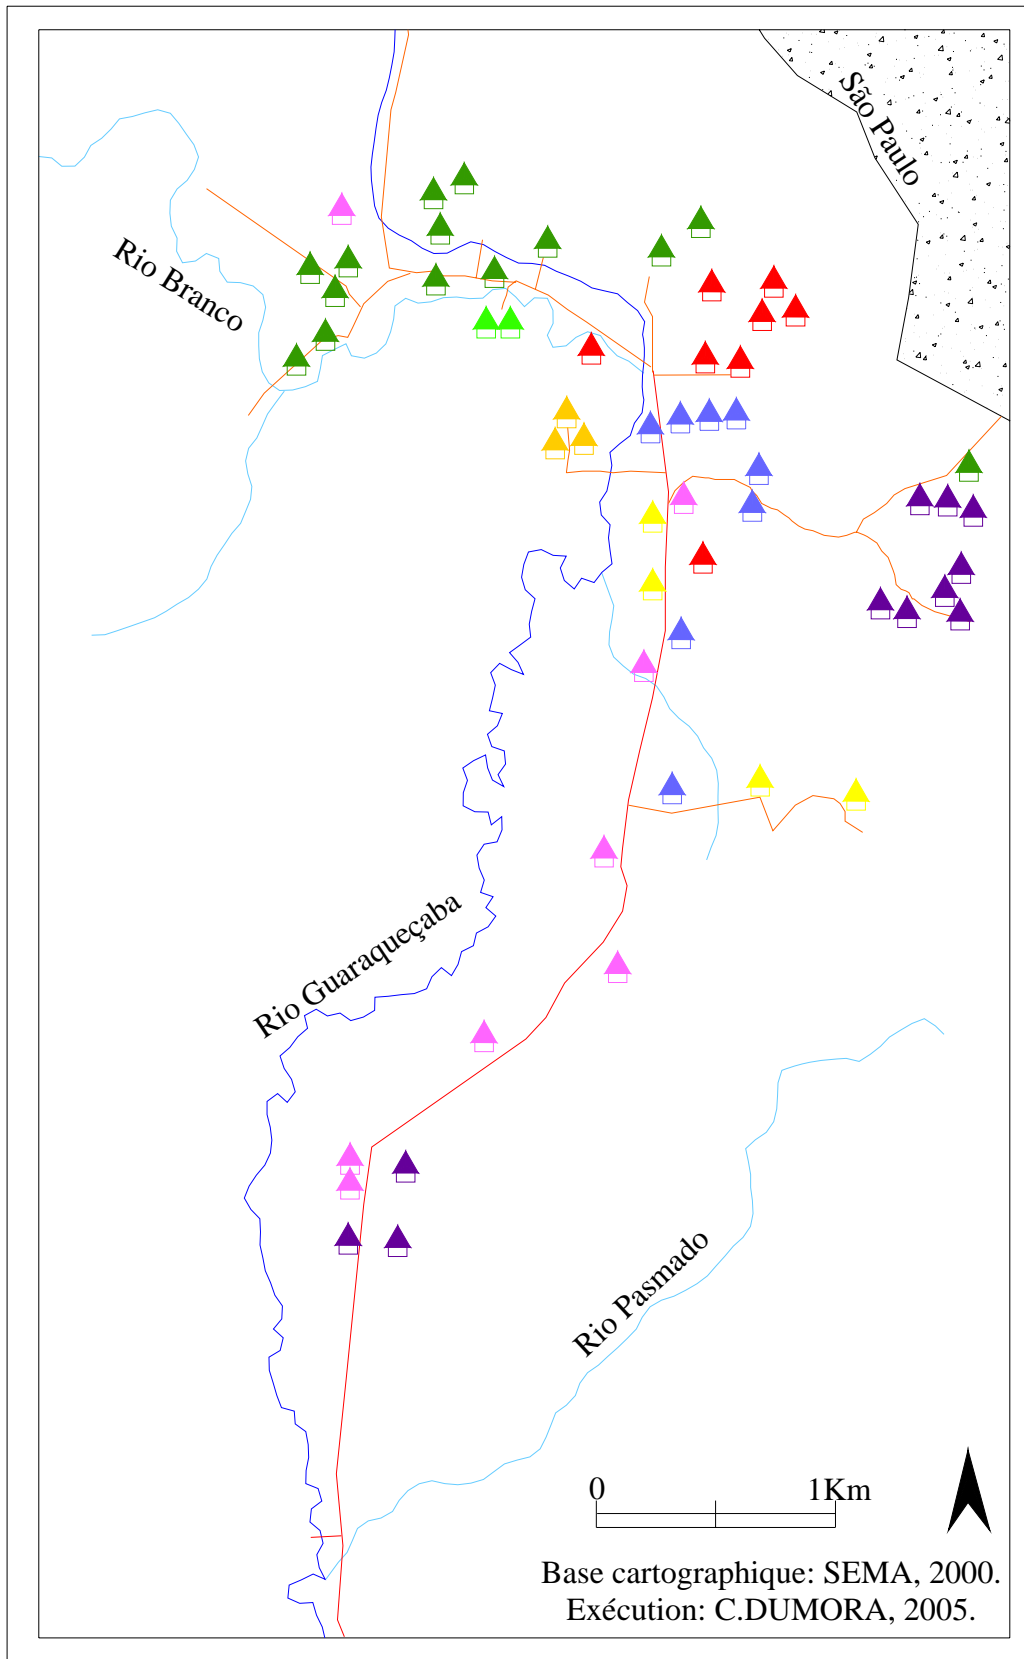 São Paulo
Rio Branco
Rio Guaraqueçaba
Rio Pasmado
0 1Km
Base cartographique: SEMA, 2000.
Exécution: C.DUMORA, 2005.